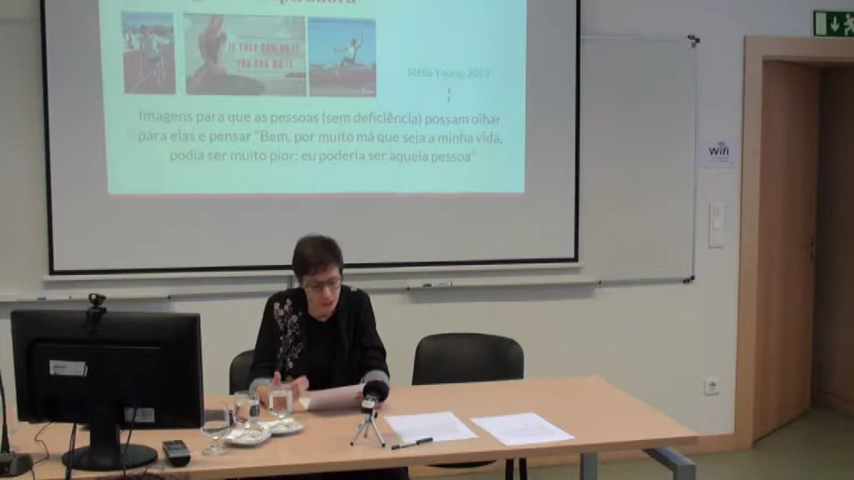 IF THEY CAN DO IT
YOU CAN DO IT
Stella Young, 2013
Imagens para que as pessoas (sem deficiência) possam olhar
para elas e pensar "Bem, por muito má que seja a minha vida,
podia ser muito pior: eu poderia ser aquela pessoa"
Wifi